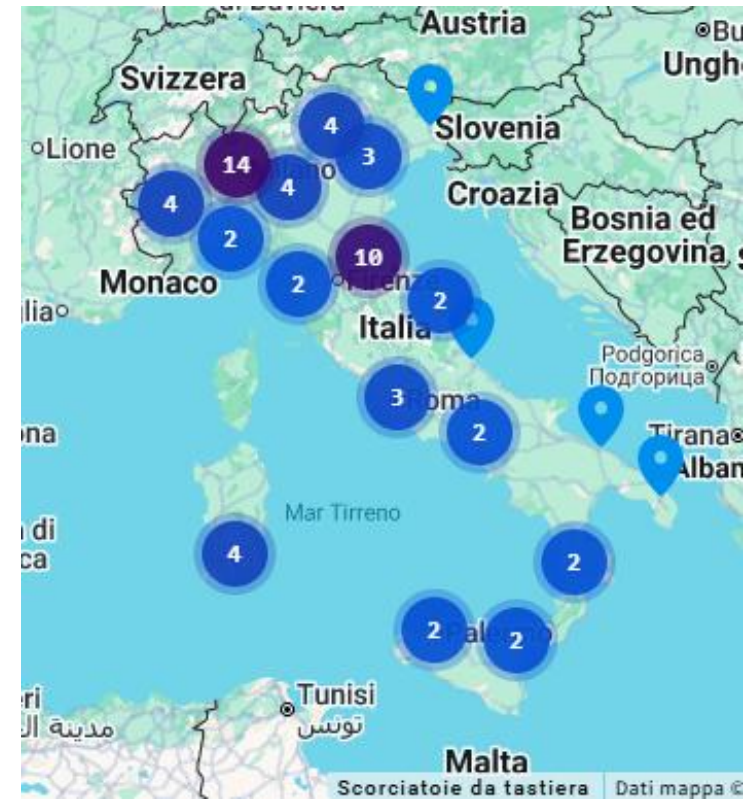 Austria
Svizzera
Lione
Slovenia
4
3
14
4
4
Croazia
2
Bosnia ed
Erzegovina
10
Monaco
2
2
Italia
Podgorica
Подгорица
3
Roma
2
Tirana
Mar Tirreno
4
2
2
2
Tunisi
تونس
Malta
Scorciatoie da tastiera
Dati mappa ©